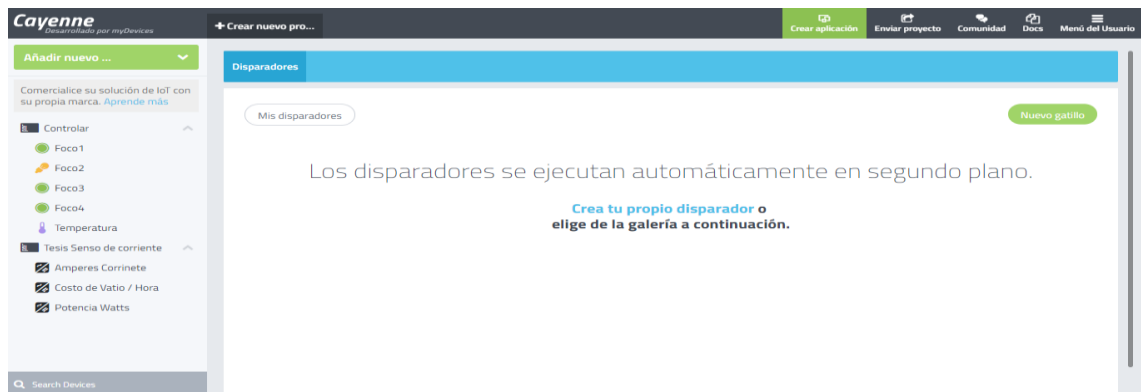 Cayenne
Desarrollado por myDevices
+ Crear nuevo pro...
Crear aplicación
Enviar proyecto
Comunidad
Docs
Menú del Usuario
Añadir nuevo ...
Comercialice su solución de IoT con
su propia marca. Aprende más
Controlar
Foco1
Foco2
Foco3
Foco4
Temperatura
Tesis Senso de corriente
Amperes Corrinete
Costo de Vatio / Hora
Potencia Watts
Search Devices
Disparadores
Mis disparadores
Nuevo gatillo
Los disparadores se ejecutan automáticamente en segundo plano.
Crea tu propio disparador o
elige de la galería a continuación.